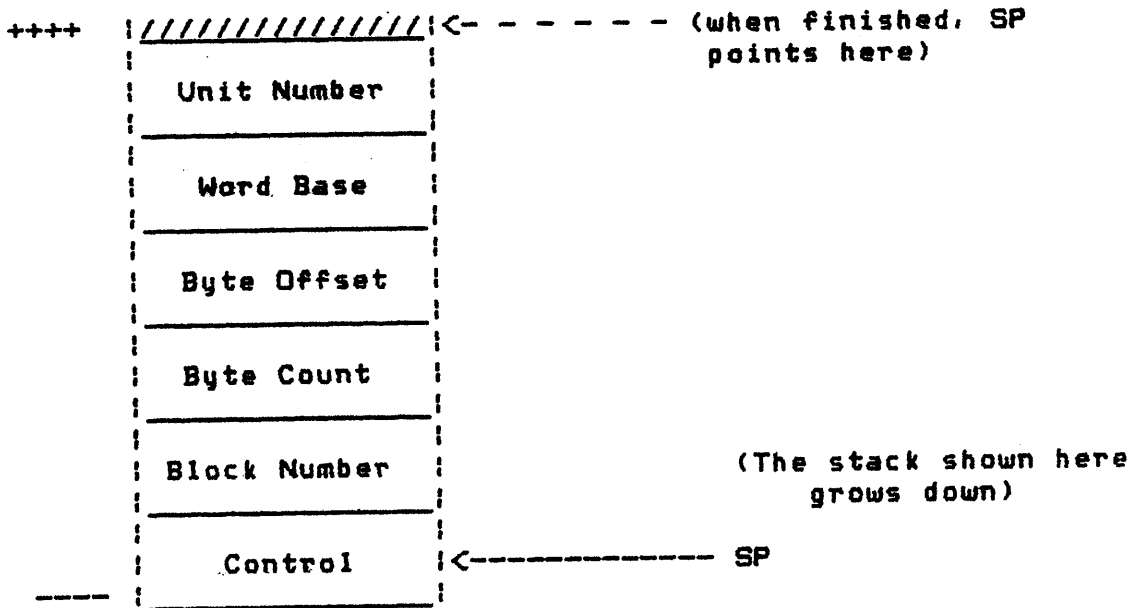 ++++ |///////////////|<- - - - - - - (when finished, SP
points here)
Unit Number
Word Base
Byte Offset
Byte Count
Block Number
(The stack shown here
grows down)
Control <------------- SP
----